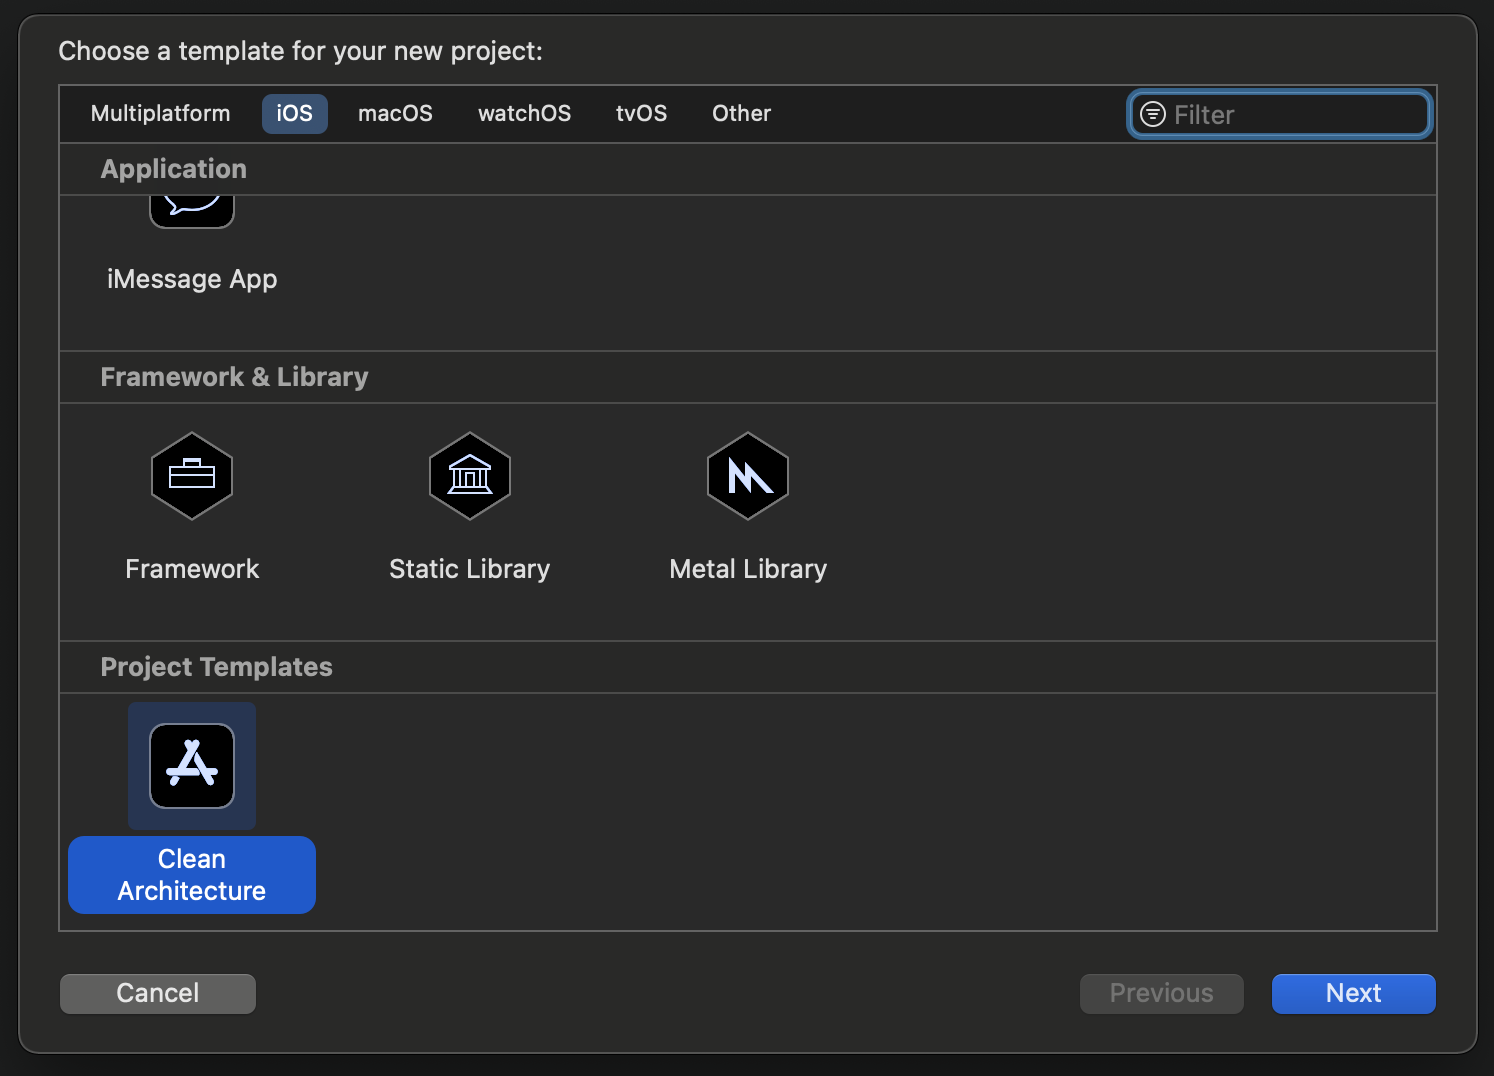 Choose a template for your new project:
Multiplatform iOS macOS watchOS tvOS Other Filter
Application
iMessage App
Framework & Library
Framework Static Library Metal Library
Project Templates
Clean
Architecture
Cancel Previous Next